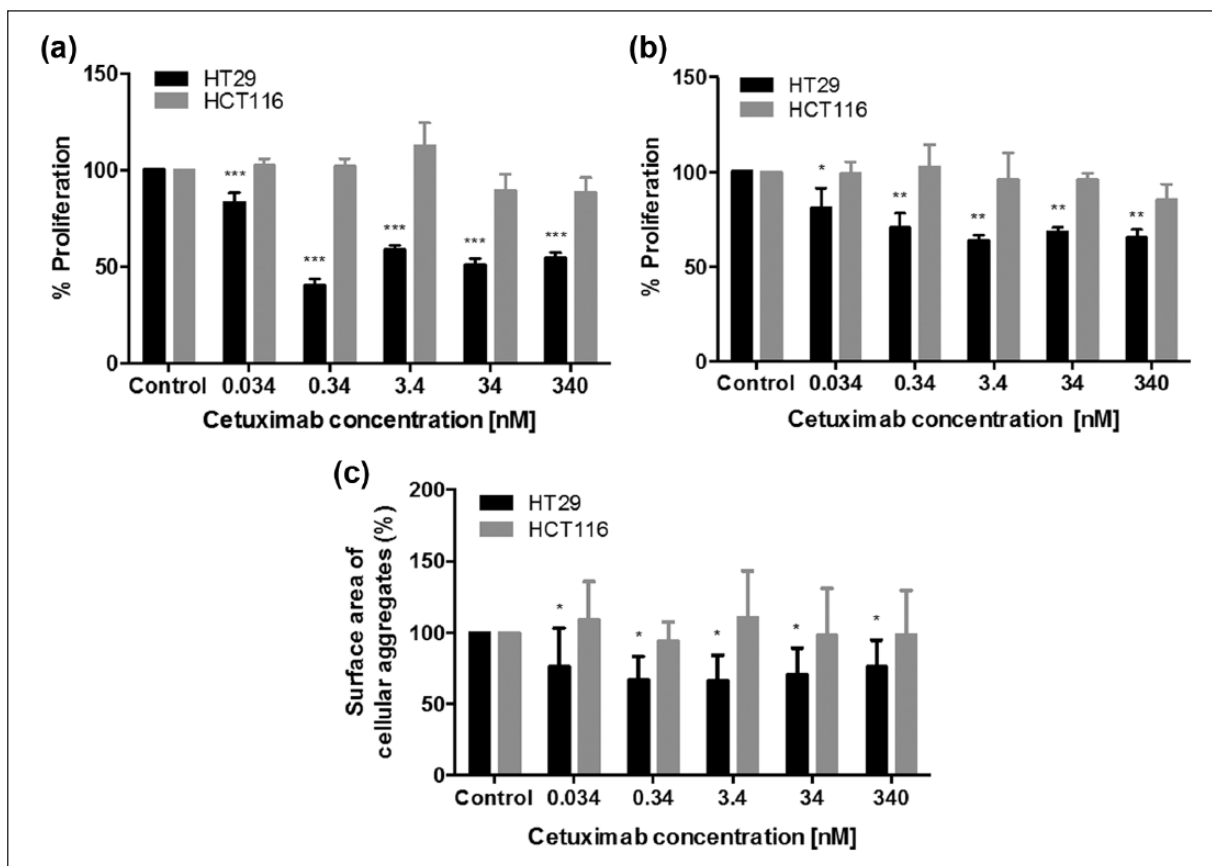 (a)
150
HT29
HCT116
100
50
0
% Proliferation
*** *** *** *** ***
Control 0.034 0.34 3.4 34 340
Cetuximab concentration [nM]
(b)
150
HT29
HCT116
100
50
0
% Proliferation
* ** ** ** **
Control 0.034 0.34 3.4 34 340
Cetuximab concentration [nM]
(c)
200
HT29
HCT116
150
100
50
0
Surface area of
cellular aggregates (%)
* * * * *
Control 0.034 0.34 3.4 34 340
Cetuximab concentration [nM]